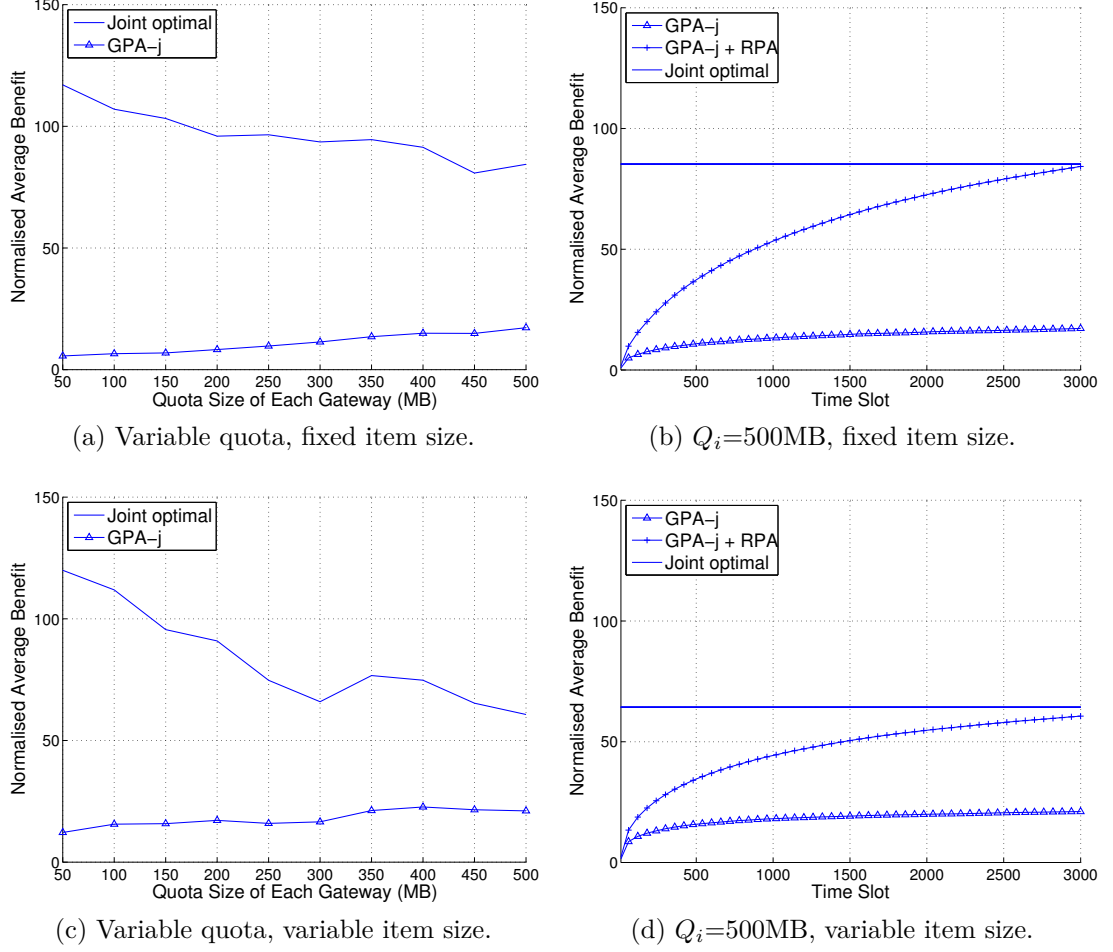 150
100
50
0
Normalised Average Benefit
Joint optimal
GPA-j
50 100 150 200 250 300 350 400 450 500
Quota Size of Each Gateway (MB)
(a) Variable quota, fixed item size.
150
100
50
0
Normalised Average Benefit
GPA-j
GPA-j + RPA
Joint optimal
500 1000 1500 2000 2500 3000
Time Slot
(b) Qi=500MB, fixed item size.
150
100
50
0
Normalised Average Benefit
Joint optimal
GPA-j
50 100 150 200 250 300 350 400 450 500
Quota Size of Each Gateway (MB)
(c) Variable quota, variable item size.
150
100
50
0
Normalised Average Benefit
GPA-j
GPA-j + RPA
Joint optimal
500 1000 1500 2000 2500 3000
Time Slot
(d) Qi=500MB, variable item size.